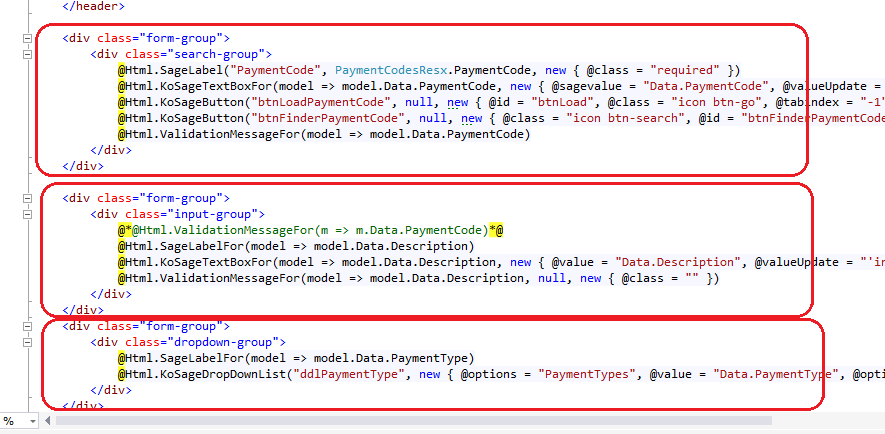 </header>
<div class="form-group">
<div class="search-group">
@Html.SageLabel("PaymentCode", PaymentCodesResx.PaymentCode, new { @class = "required" })
@Html.KoSageTextBoxFor(model => model.Data.PaymentCode, new { @sagevalue = "Data.PaymentCode", @valueUpdate =
@Html.KoSageButton("btnLoadPaymentCode", null, new { @id = "btnLoad", @class = "icon btn-go", @tabindex = "-1"
@Html.KoSageButton("btnFinderPaymentCode", null, new { @class = "icon btn-search", @id = "btnFinderPaymentCode
@Html.ValidationMessageFor(model => model.Data.PaymentCode)
</div>
</div>
<div class="form-group">
<div class="input-group">
@*@Html.ValidationMessageFor(m => m.Data.PaymentCode)*@
@Html.SageLabelFor(model => model.Data.Description)
@Html.KoSageTextBoxFor(model => model.Data.Description, new { @value = "Data.Description", @valueUpdate = "'in
@Html.ValidationMessageFor(model => model.Data.Description, null, new { @class = "" })
</div>
</div>
<div class="form-group">
<div class="dropdown-group">
@Html.SageLabelFor(model => model.Data.PaymentType)
@Html.KoSageDropDownList("ddlPaymentType", new { @options = "PaymentTypes", @value = "Data.PaymentType", @opti
</div>
</div>
%